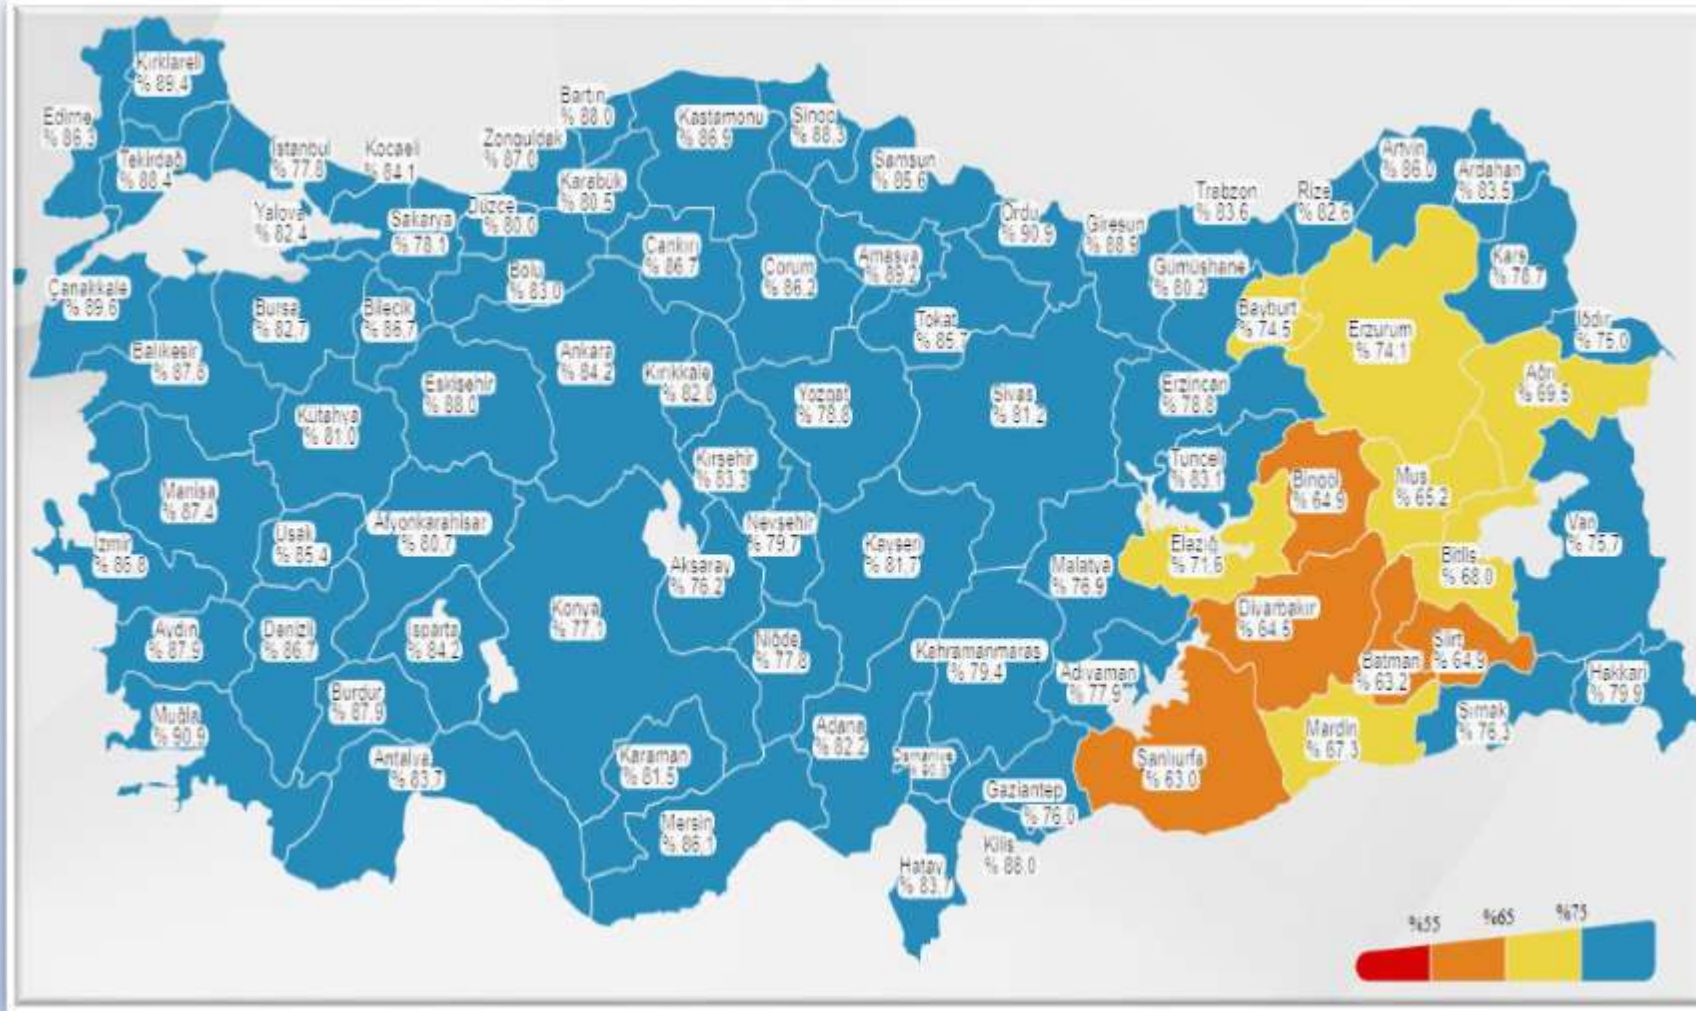 Kırklareli
% 89.4
Edirne
% 86.3
Tekirdağ
% 88.4
İstanbul
% 77.8
Kocaeli
% 84.1
Yalova
% 82.4
Sakarya
% 78.1
Düzce
% 80.0
Zonguldak
% 87.0
Bartın
% 88.0
Karabük
% 80.5
Kastamonu
% 86.9
Sinop
% 88.3
Samsun
% 85.6
Ordu
% 90.9
Giresun
% 88.9
Trabzon
% 83.6
Rize
% 82.6
Artvin
% 86.0
Ardahan
% 83.5
Kars
% 78.7
Iğdır
% 75.0
Çanakkale
% 89.6
Balıkesir
% 87.8
Bursa
% 82.7
Bilecik
% 86.7
Bolu
% 83.0
Çankırı
% 86.7
Çorum
% 86.2
Amasya
% 89.2
Tokat
% 85.7
Gümüşhane
% 80.2
Bayburt
% 74.5
Erzurum
% 74.1
Ağrı
% 69.5
Kütahya
% 81.0
Eskişehir
% 88.0
Ankara
% 84.2
Kırıkkale
% 82.8
Yozgat
% 78.8
Sivas
% 81.2
Erzincan
% 78.8
Tunceli
% 83.1
Bingöl
% 64.9
Muş
% 65.2
Manisa
% 87.4
İzmir
% 85.8
Uşak
% 85.4
Afyonkarahisar
% 80.7
Kırşehir
% 83.3
Nevşehir
% 79.7
Aksaray
% 76.2
Kayseri
% 81.7
Malatya
% 76.9
Elazığ
% 71.5
Bitlis
% 68.0
Van
% 75.7
Aydın
% 87.9
Denizli
% 86.7
Isparta
% 84.2
Konya
% 77.1
Niğde
% 77.8
Kahramanmaraş
% 79.4
Adıyaman
% 77.9
Diyarbakır
% 64.5
Batman
% 63.2
Siirt
% 64.9
Hakkari
% 79.9
Şırnak
% 76.3
Mardin
% 67.3
Muğla
% 90.9
Burdur
% 87.9
Antalya
% 83.7
Karaman
% 81.5
Mersin
% 86.1
Adana
% 82.2
Osmaniye
Gaziantep
% 76.0
Kilis
% 88.0
Hatay
% 83.7
Şanlıurfa
% 63.0
%55 %65 %75